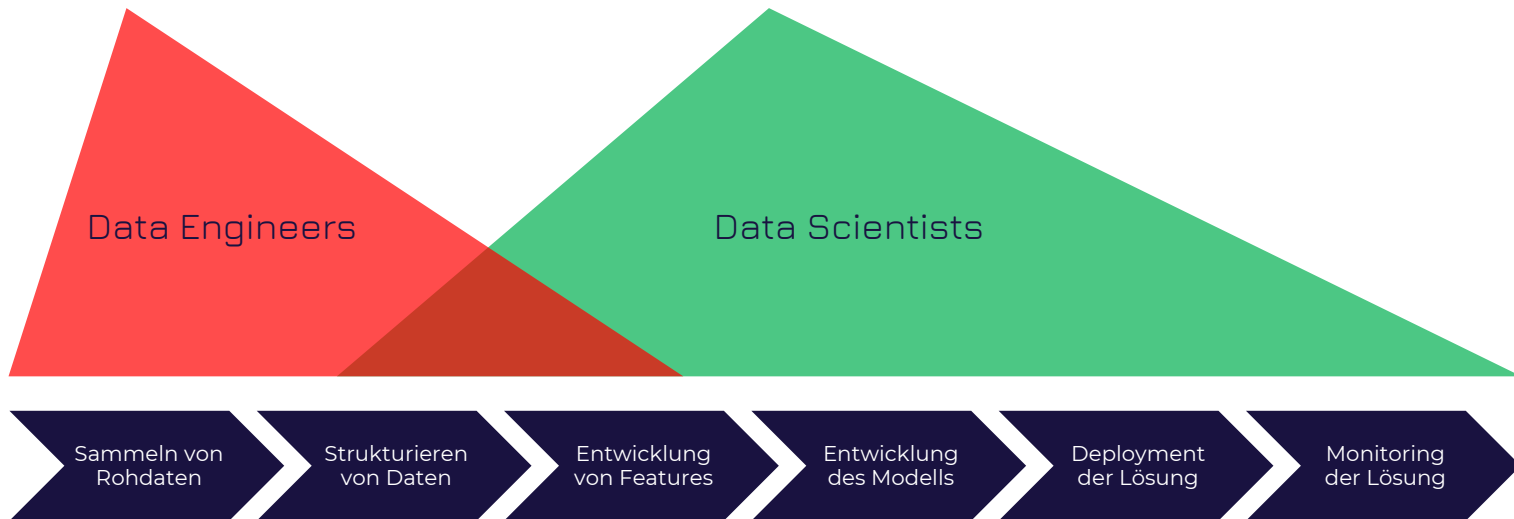 Data Engineers
Data Scientists
Sammeln von
Rohdaten
Strukturieren
von Daten
Entwicklung
von Features
Entwicklung
des Modells
Deployment
der Lösung
Monitoring
der Lösung